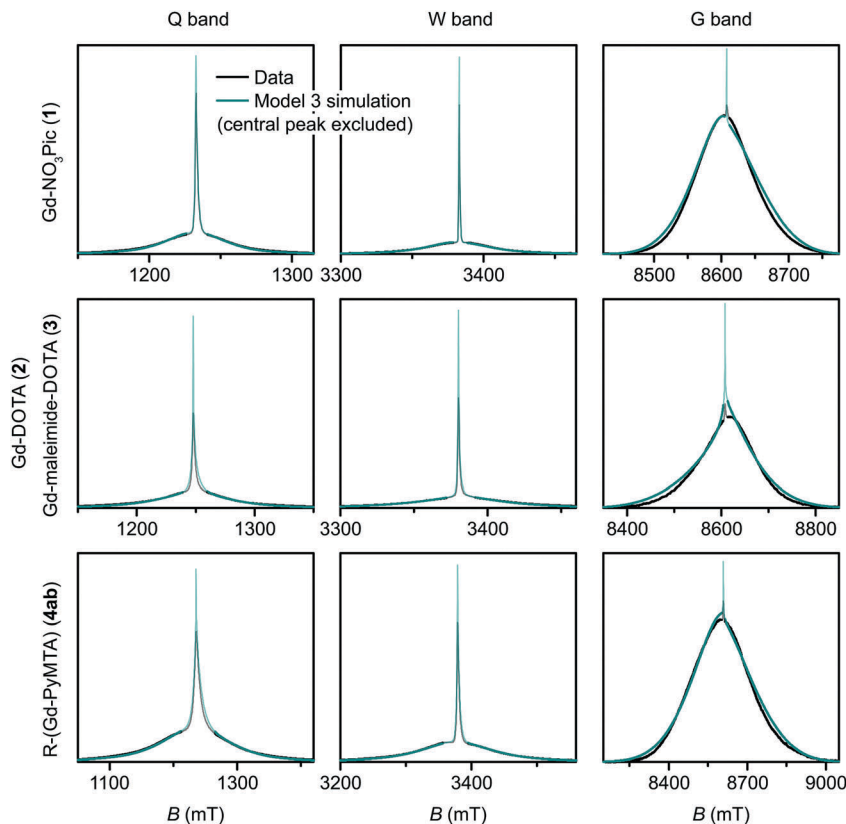 Q band
W band
G band
Data
Model 3 simulation
(central peak excluded)
Gd-NO₃Pic (1)
1200
1300
3300
3400
8500
8600
8700
Gd-DOTA (2)
Gd-maleimide-DOTA (3)
1200
1300
3300
3400
8400
8600
8800
R-(Gd-PyMTA) (4ab)
1100
1300
3200
3400
8400
8700
9000
B (mT)
B (mT)
B (mT)